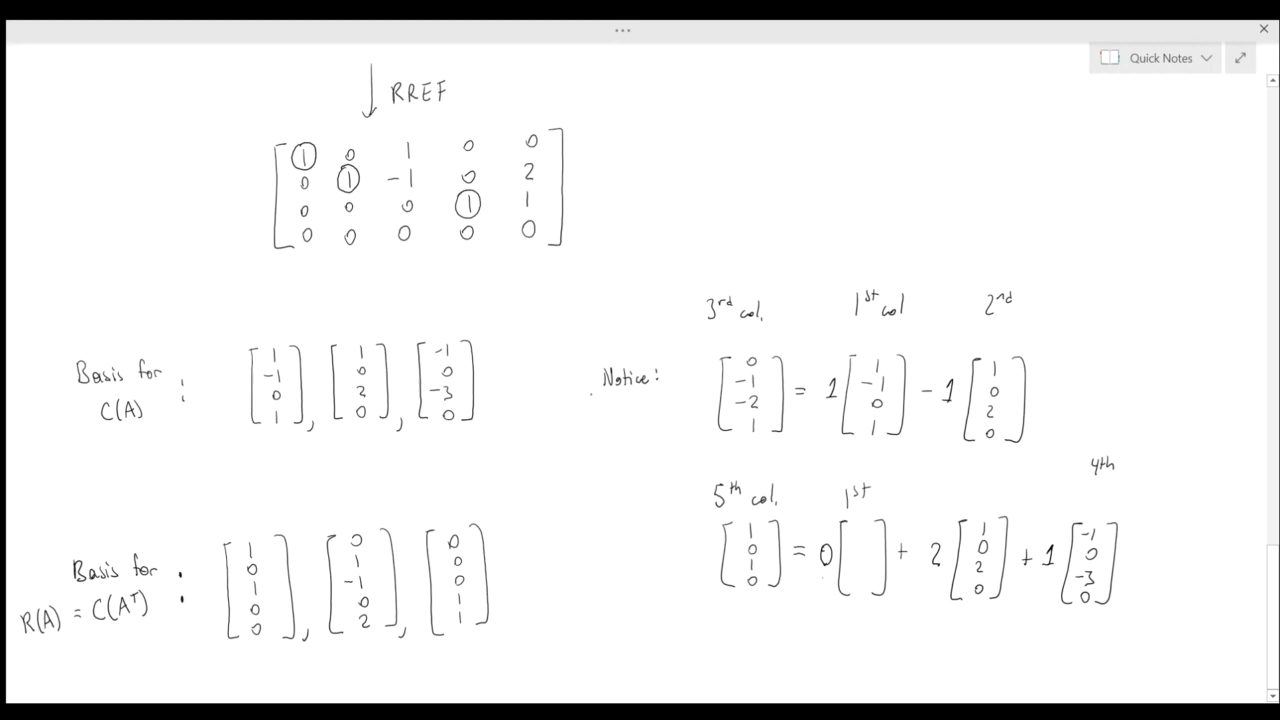 ...
Quick Notes
RREF
1 0 1 0 0
0 1 -1 0 2
0 0 0 1 1
0 0 0 0 0
3rd col. 1st col 2nd
Basis for C(A) : [1 -1 0 1], [1 0 2 0], [-1 0 -3 0]
Notice: [0 -1 -2 1] = 1 [1 -1 0 1] - 1 [1 0 2 0]
4th
5th col. 1st
[1 0 1 0] = 0 [ ] + 2 [1 0 2 0] + 1 [-1 0 -3 0]
Basis for R(A) = C(Aᵀ) : [1 0 1 0 0], [0 1 -1 0 2], [0 0 0 1 1]